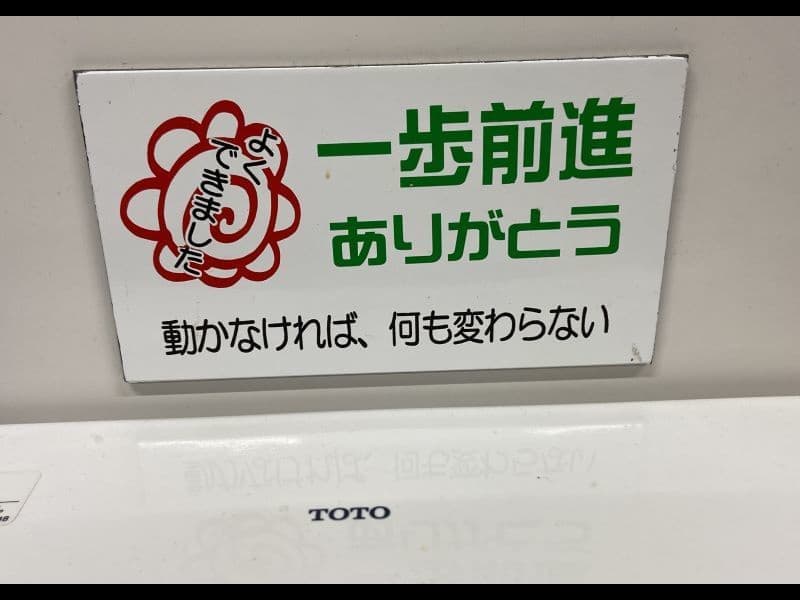 よく
できました
一歩前進
ありがとう
動かなければ、何も変わらない
TOTO